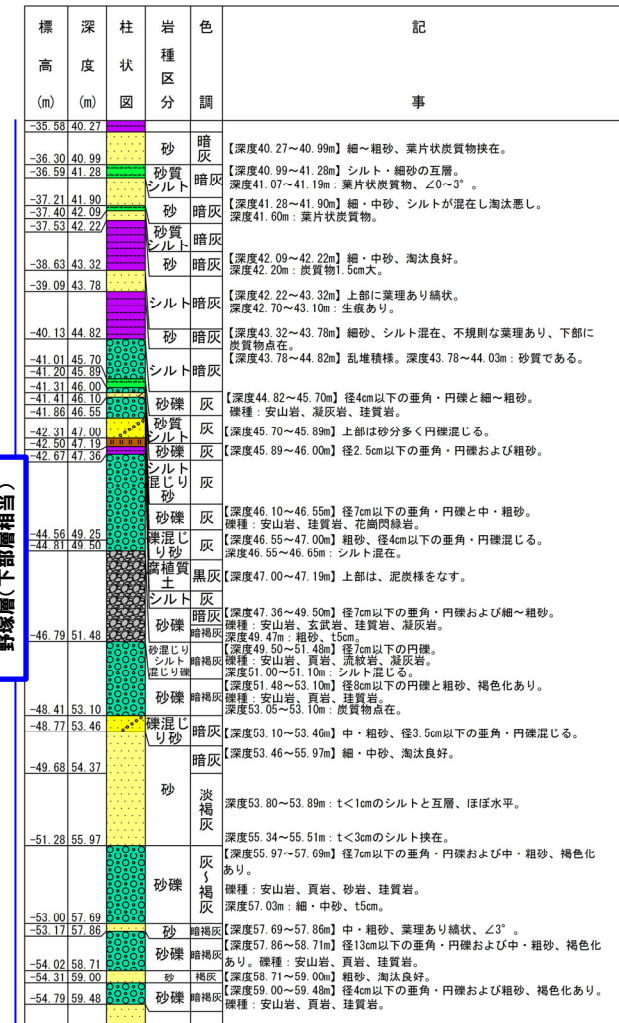 標高(m) 深度(m) 柱状図 岩種区分 色調 記事
野塚層(下部層相当)
-35.58 40.27
-36.30 40.99 砂 暗灰 【深度40.27~40.99m】細~粗砂、葉片状炭質物挟在。
-36.59 41.28 砂質シルト 暗灰 【深度40.99~41.28m】シルト・細砂の互層。
深度41.07~41.19m:葉片状炭質物、∠0~3°。
-37.21 41.90 砂 暗灰 【深度41.28~41.90m】細・中砂、シルトが混在し淘汰悪し。
深度41.60m:葉片状炭質物。
-37.40 42.09 砂質シルト 暗灰
-37.53 42.22 砂 暗灰 【深度42.09~42.22m】細・中砂、淘汰良好。
深度42.20m:炭質物1.5cm大。
-38.63 43.32 シルト 暗灰 【深度42.22~43.32m】上部に葉理あり縞状。
深度42.70~43.10m:生痕あり。
-39.09 43.78 砂 暗灰 【深度43.32~43.78m】細砂、シルト混在、不規則な葉理あり、下部に
炭質物点在。
-40.13 44.82 シルト 暗灰 【深度43.78~44.82m】乱堆積様。深度43.78~44.03m:砂質である。
-41.01 45.70 砂礫 灰 【深度44.82~45.70m】径4cm以下の亜角・円礫と細~粗砂。
礫種:安山岩、凝灰岩、珪質岩。
-41.20 45.89 砂質シルト 灰 【深度45.70~45.89m】上部は砂分多く円礫混じる。
-41.31 46.00 砂礫 灰 【深度45.89~46.00m】径2.5cm以下の亜角・円礫および粗砂。
-41.41 46.10 シルト混じり砂 灰
-41.86 46.55 砂礫 灰 【深度46.10~46.55m】径7cm以下の亜角・円礫と中・粗砂。
礫種:安山岩、珪質岩、花崗閃緑岩。
-42.31 47.00 礫混じり砂 灰 【深度46.55~47.00m】粗砂、径4cm以下の亜角・円礫混じる。
深度46.55~46.65m:シルト混在。
-42.50 47.19 腐植質土 黒灰 【深度47.00~47.19m】上部は、泥炭様をなす。
-42.67 47.36 シルト 灰
-44.56 49.25 砂礫 暗灰 【深度47.36~49.50m】径7cm以下の亜角・円礫および細~粗砂。
礫種:安山岩、玄武岩、珪質岩、凝灰岩。
-44.81 49.50 暗褐灰 深度49.47m:粗砂、t5cm。
-46.79 51.48 砂混じりシルト混じり礫 暗褐灰 【深度49.50~51.48m】径7cm以下の円礫。
礫種:安山岩、頁岩、流紋岩、凝灰岩。
深度51.00~51.10m:シルト混じる。
-48.41 53.10 砂礫 暗褐灰 【深度51.48~53.10m】径8cm以下の円礫と粗砂、褐色化あり。
礫種:安山岩、頁岩、珪質岩。
深度53.05~53.10m:炭質物点在。
-48.77 53.46 礫混じり砂 暗灰 【深度53.10~53.46m】中・粗砂、径3.5cm以下の亜角・円礫混じる。
-49.68 54.37 砂 暗灰 【深度53.46~55.97m】細・中砂、淘汰良好。
淡褐灰 深度53.80~53.89m:t<1cmのシルトと互層、ほぼ水平。
-51.28 55.97 深度55.34~55.51m:t<3cmのシルト挟在。
-53.00 57.69 砂礫 灰~褐灰 【深度55.97~57.69m】径7cm以下の亜角・円礫および中・粗砂、褐色化
あり。
礫種:安山岩、頁岩、砂岩、珪質岩。
深度57.03m:細・中砂、t5cm。
-53.17 57.86 砂 暗褐灰 【深度57.69~57.86m】中・粗砂、葉理あり縞状、∠3°。
-54.02 58.71 砂礫 暗褐灰 【深度57.86~58.71m】径13cm以下の亜角・円礫および中・粗砂、褐色化
あり。礫種:安山岩、頁岩、珪質岩。
-54.31 59.00 砂 褐灰 【深度58.71~59.00m】粗砂、淘汰良好。
-54.79 59.48 砂礫 暗褐灰 【深度59.00~59.48m】径4cm以下の亜角・円礫および粗砂、褐色化あり。
礫種:安山岩、頁岩、珪質岩。